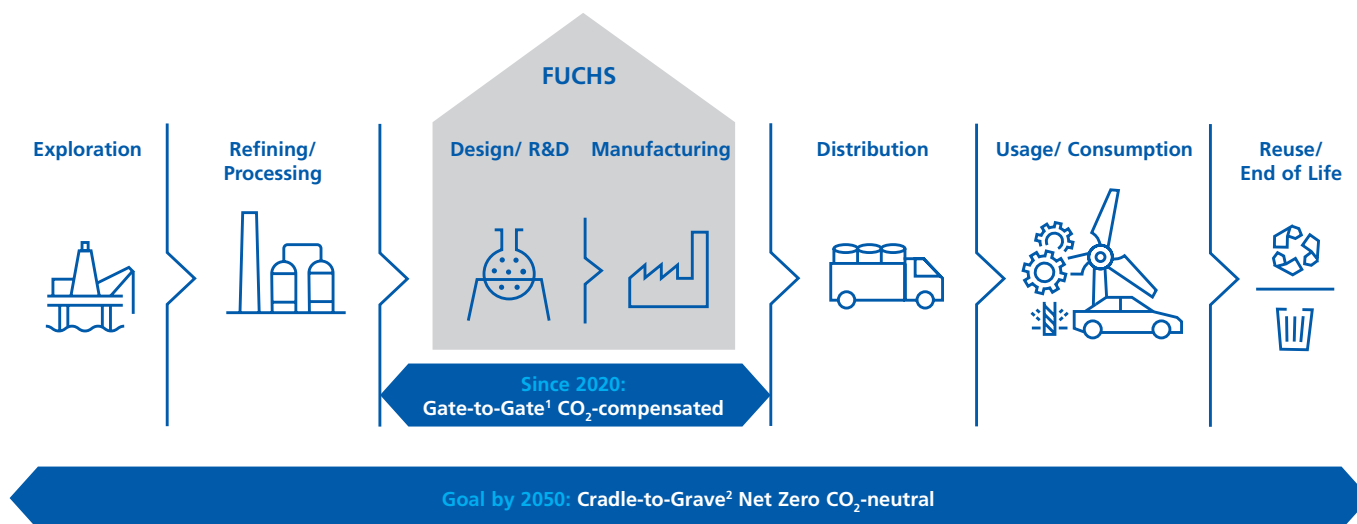 FUCHS
Exploration
Refining/
Processing
Design/ R&D
Manufacturing
Distribution
Usage/ Consumption
Reuse/
End of Life
Since 2020:
Gate-to-Gate¹ CO₂-compensated
Goal by 2050: Cradle-to-Grave² Net Zero CO₂-neutral